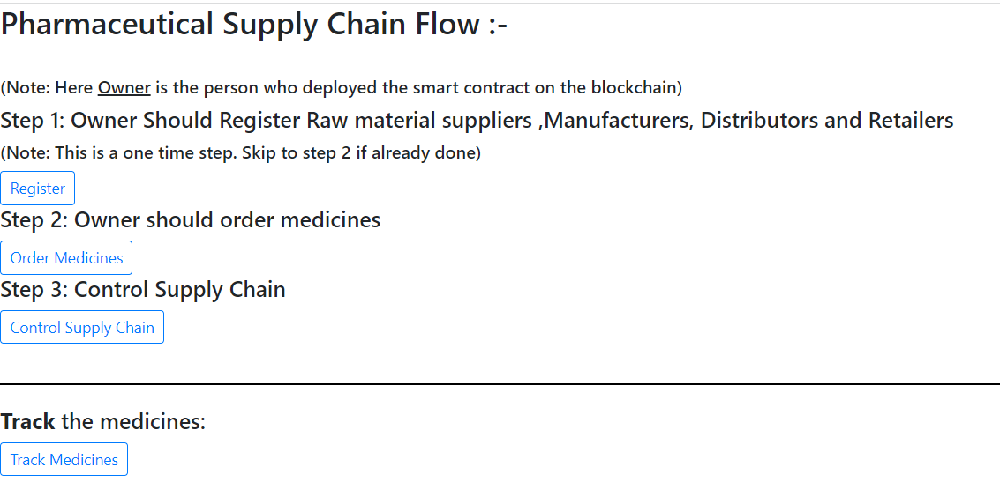 Pharmaceutical Supply Chain Flow :-
(Note: Here Owner is the person who deployed the smart contract on the blockchain)
Step 1: Owner Should Register Raw material suppliers ,Manufacturers, Distributors and Retailers
(Note: This is a one time step. Skip to step 2 if already done)
Register
Step 2: Owner should order medicines
Order Medicines
Step 3: Control Supply Chain
Control Supply Chain
Track the medicines:
Track Medicines